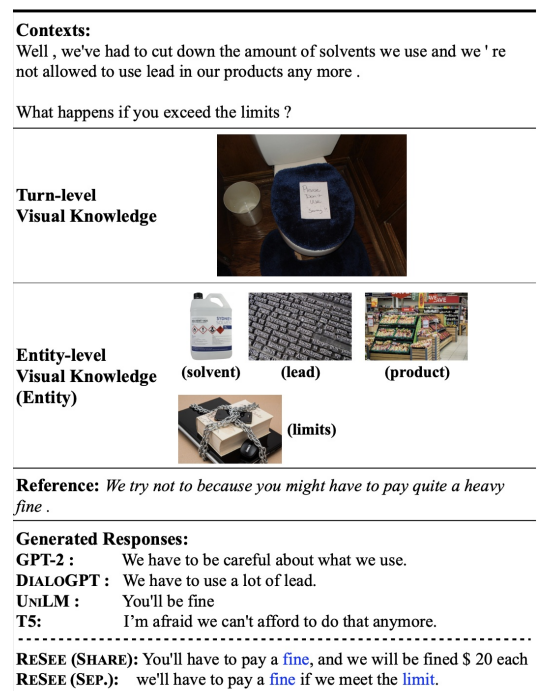 Contexts:
Well , we've had to cut down the amount of solvents we use and we ' re
not allowed to use lead in our products any more .
What happens if you exceed the limits ?
Turn-level
Visual Knowledge
Please
Don't
Sorry!
Entity-level
Visual Knowledge
(Entity)
(solvent)
(lead)
(product)
(limits)
Reference: We try not to because you might have to pay quite a heavy
fine .
Generated Responses:
GPT-2 : We have to be careful about what we use.
DIALOGPT : We have to use a lot of lead.
UNILM : You'll be fine
T5: I'm afraid we can't afford to do that anymore.
RESEE (SHARE): You'll have to pay a fine, and we will be fined $ 20 each
RESEE (SEP.): we'll have to pay a fine if we meet the limit.